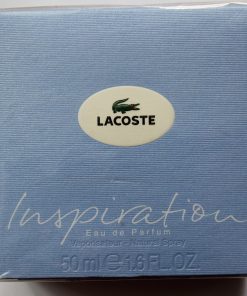 LACOSTE
Inspiration
Eau de Parfum
Vaporisateur - Natural Spray
50 ml ℮ 1.6 FL.OZ.